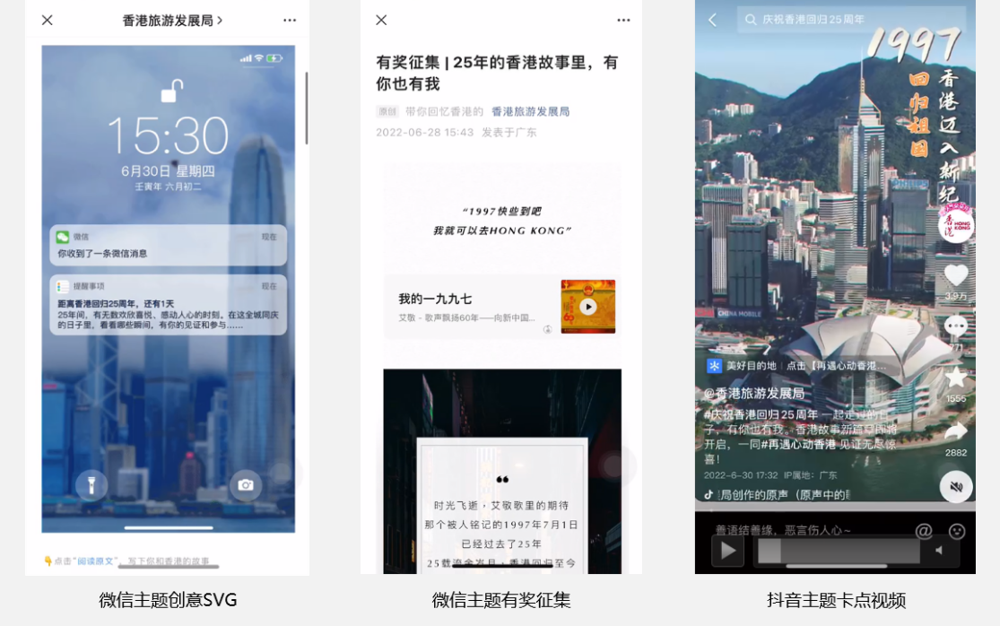 香港旅游发展局
15:30
6月30日 星期四
壬寅年 六月初二
微信
现在
你收到了一条微信消息
提醒事项
现在
距离香港回归25周年，还有1天
25年间，有无数欢欣喜悦、感动人心的时刻。在这全城同庆
的日子里，看看哪些瞬间，有你的见证和参与……
👇点击“阅读原文”，写下你和香港的故事
微信主题创意SVG
有奖征集 | 25年的香港故事里，有
你也有我
原创 带你回忆香港的 香港旅游发展局
2022-06-28 15:43 发表于广东
“1997快些到吧
我就可以去HONG KONG”
我的一九九七
艾敬 - 歌声飘扬60年——向新中国...
时光飞逝，艾敬歌里的期待
那个被人铭记的1997年7月1日
已经过去了25年
25载流金岁月，香港回归至今
微信主题有奖征集
庆祝香港回归25周年
1997
回归祖国
香港迈入新纪
香港 HONG KONG
3.9万
CHINA MOBILE
美好目的地 | 点击【再遇心动香港...
@香港旅游发展局
1556
#庆祝香港回归25周年 一起走过的日
子，有你也有我。香港故事新篇章即将
开启，一同#再遇心动香港 见证无尽惊
喜！
2882
2022-6-30 17:32 IP属地：广东
局创作的原声（原声中的
善语结善缘，恶言伤人心~
抖音主题卡点视频